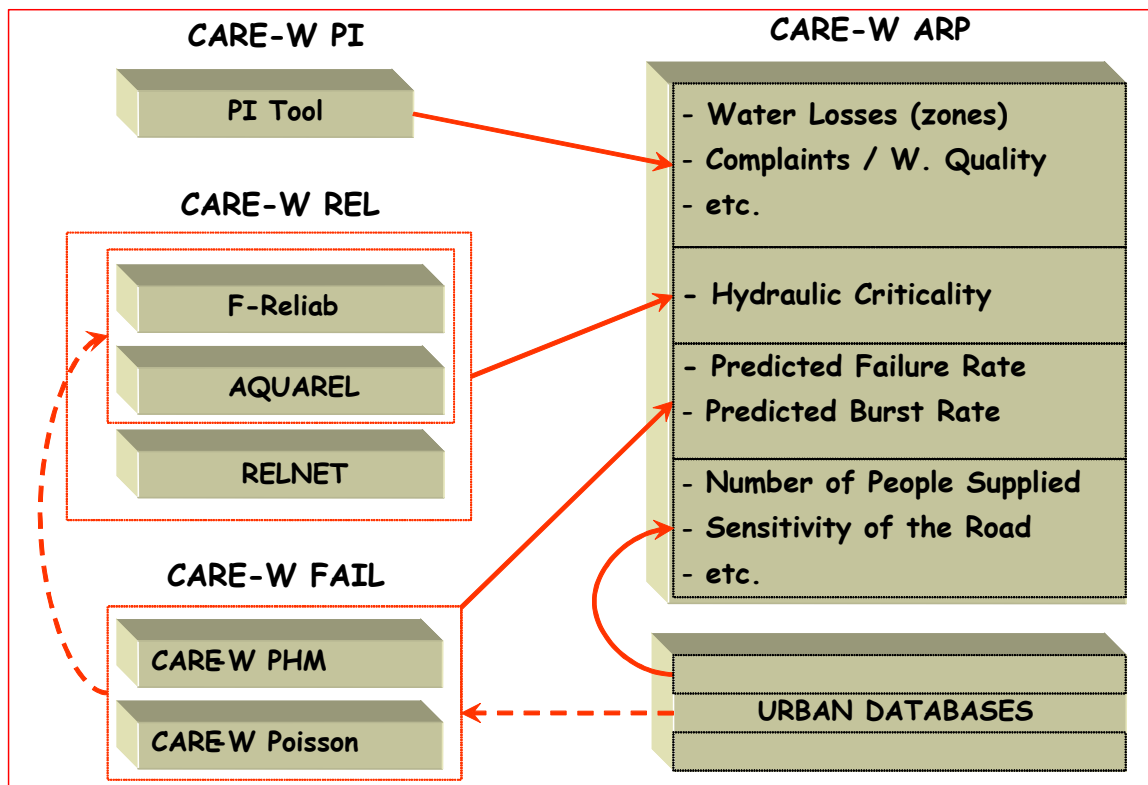 CARE-W PI
PI Tool
CARE-W REL
F-Reliab
AQUAREL
RELNET
CARE-W FAIL
CARE-W PHM
CARE-W Poisson
CARE-W ARP
- Water Losses (zones)
- Complaints / W. Quality
- etc.
- Hydraulic Criticality
- Predicted Failure Rate
- Predicted Burst Rate
- Number of People Supplied
- Sensitivity of the Road
- etc.
URBAN DATABASES